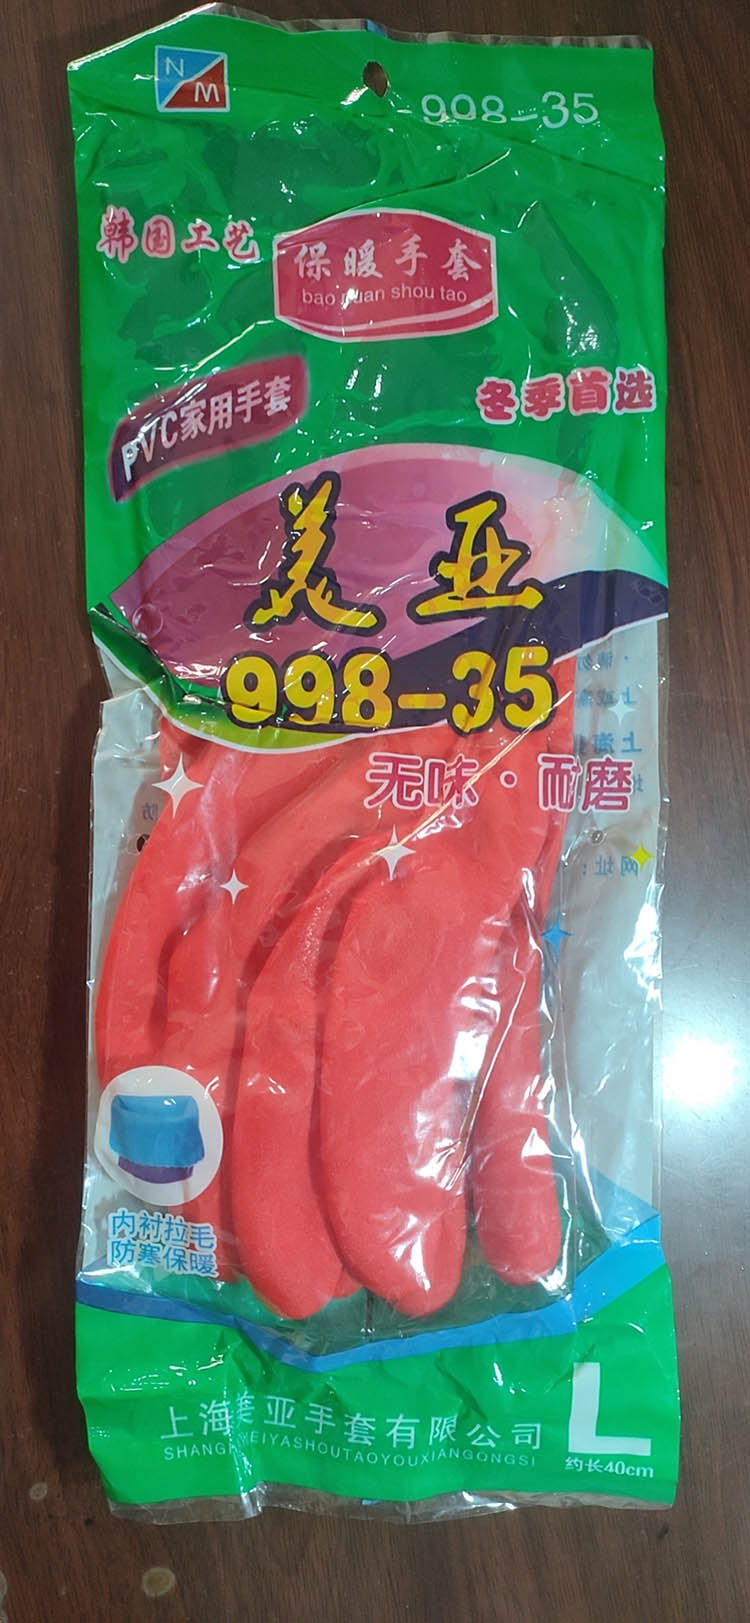 N
M
998-35
韩国工艺
保暖手套
bao nuan shou tao
PVC家用手套
冬季首选
美亚
998-35
无味·耐磨
网址：
内衬拉毛
防寒保暖
L
约长40cm
上海美亚手套有限公司
SHANGHAIMEIYASHOUTAOYOUXIANGONGSI